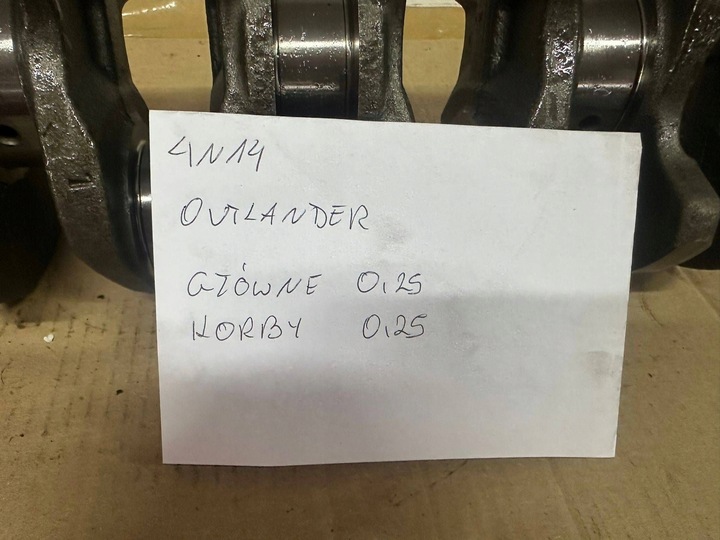 4N14
OUTLANDER
GŁÓWNE 0,25
KORBY 0,25